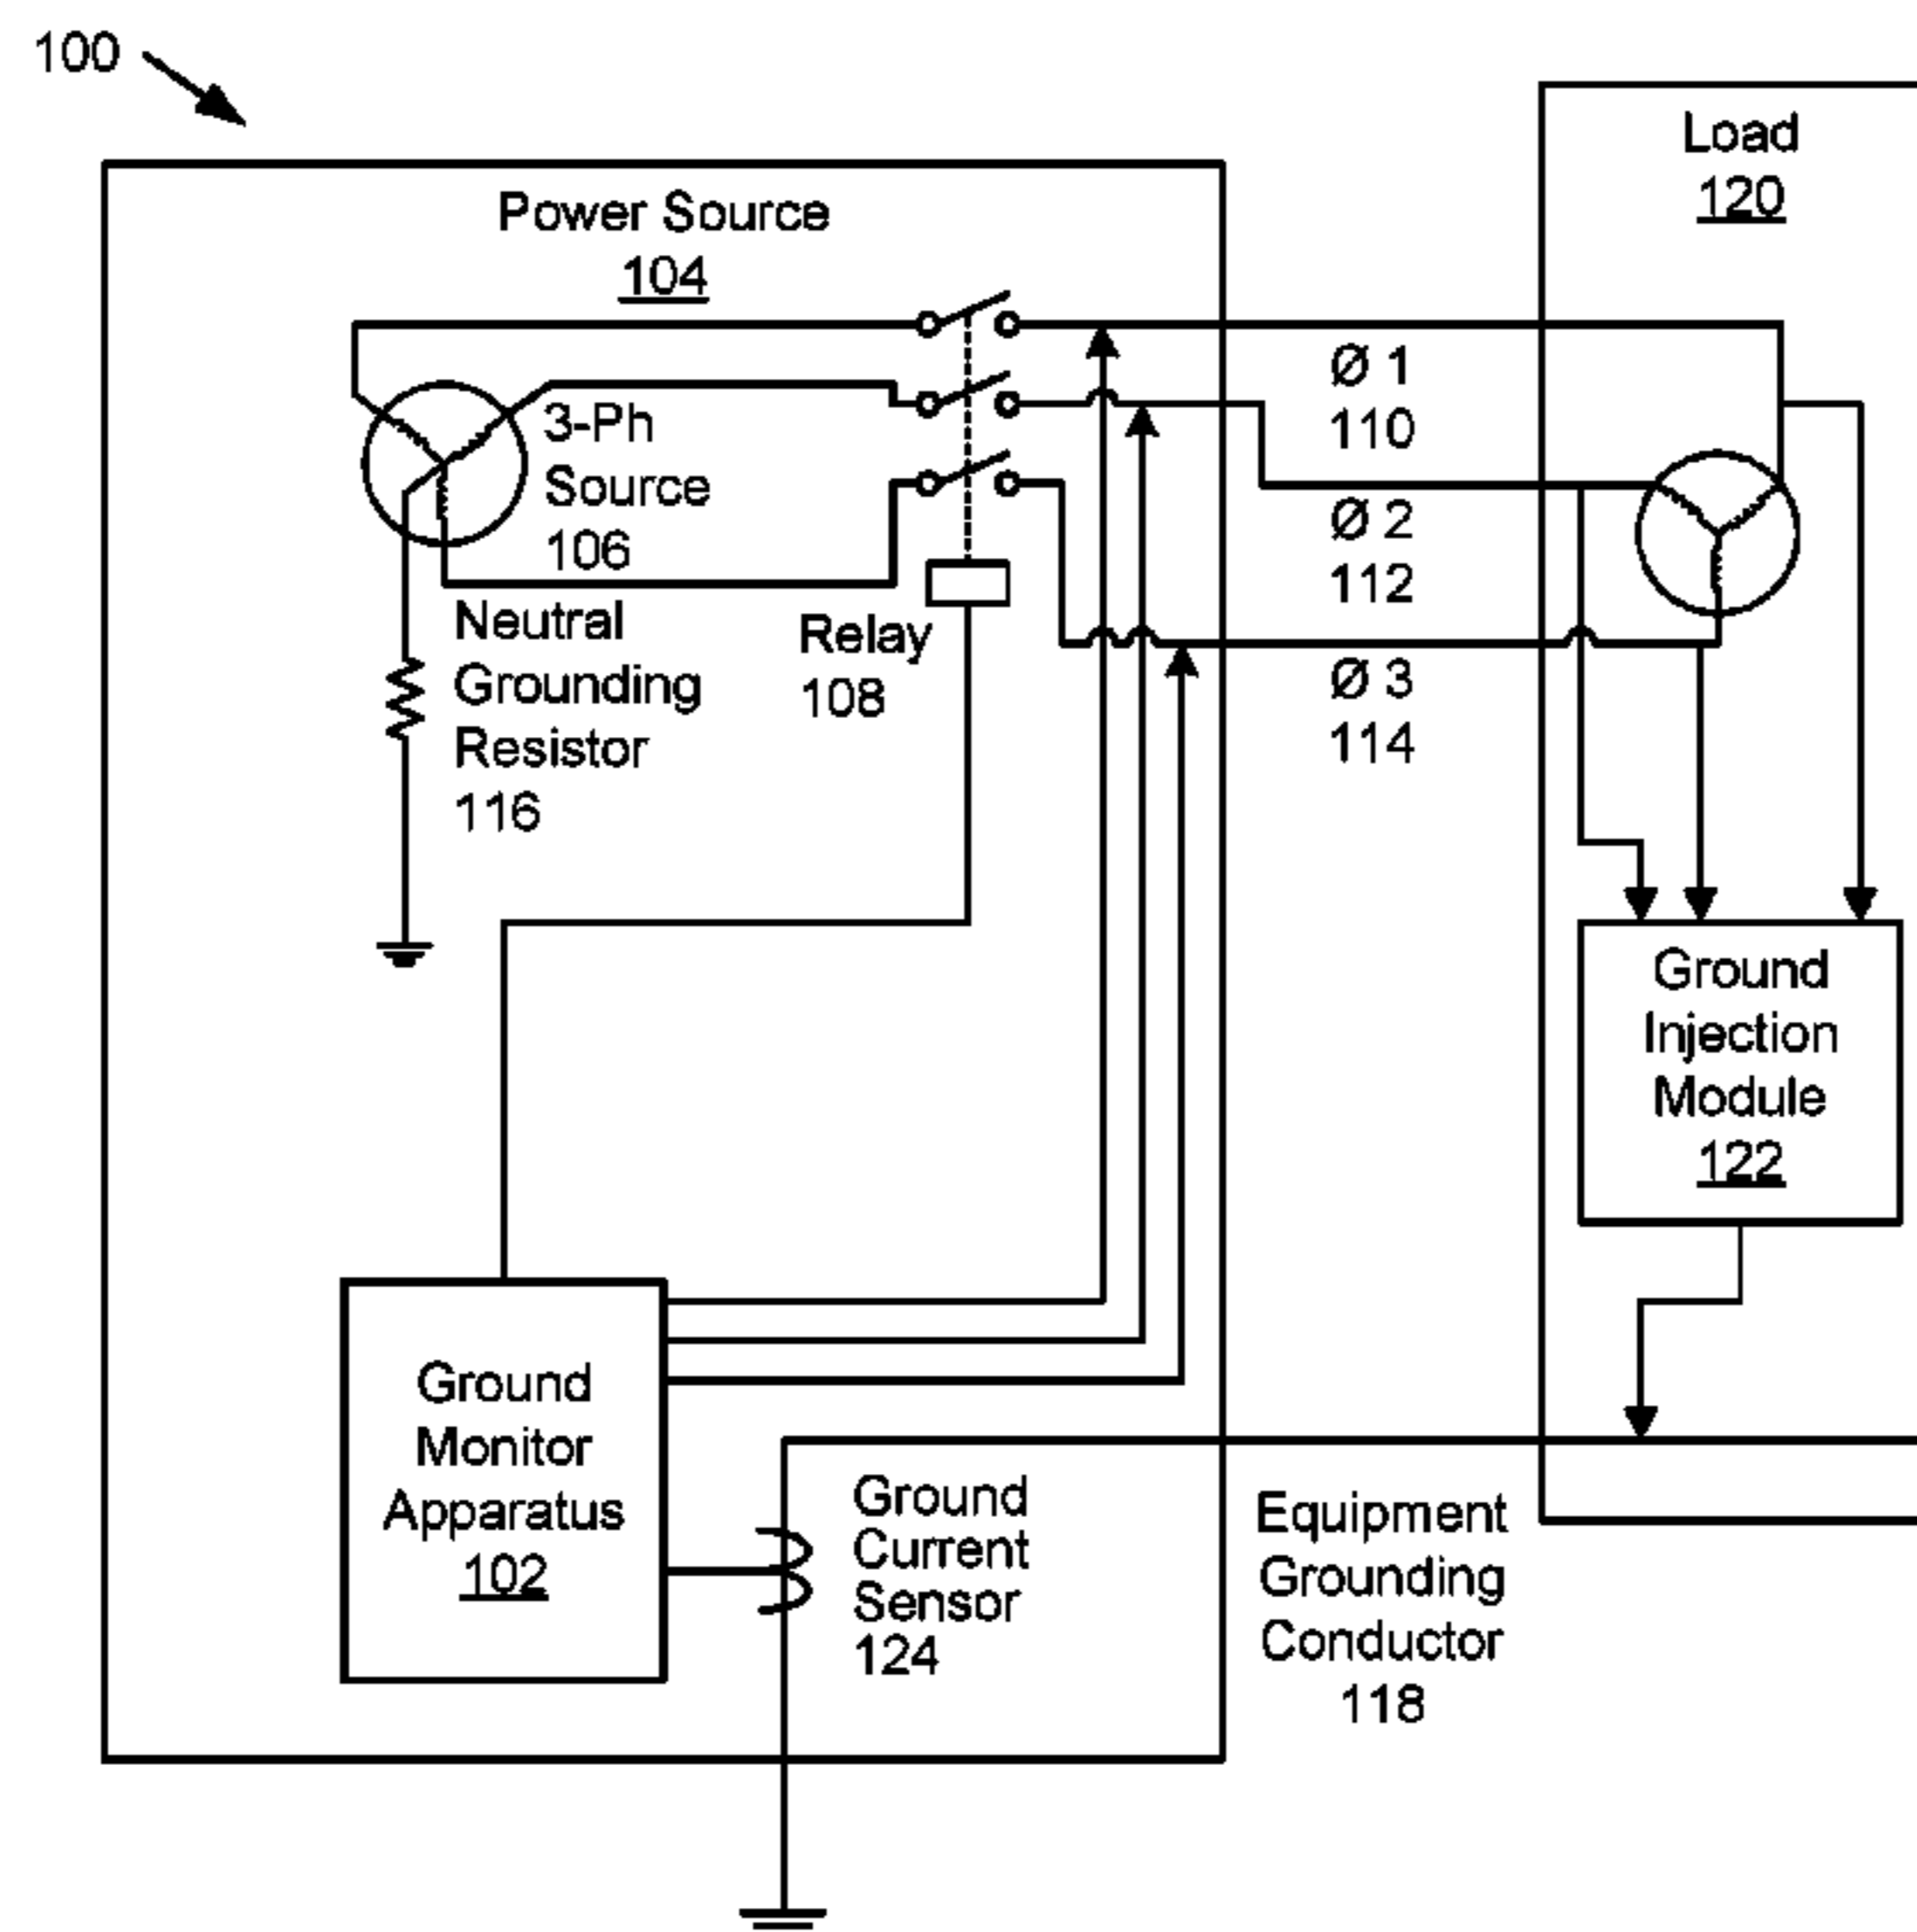 100
Load
120
Power Source
104
Ø 1
110
3-Ph
Source
106
Ø 2
112
Neutral
Grounding
Resistor
116
Relay
108
Ø 3
114
Ground
Injection
Module
122
Ground
Monitor
Apparatus
102
Ground
Current
Sensor
124
Equipment
Grounding
Conductor
118